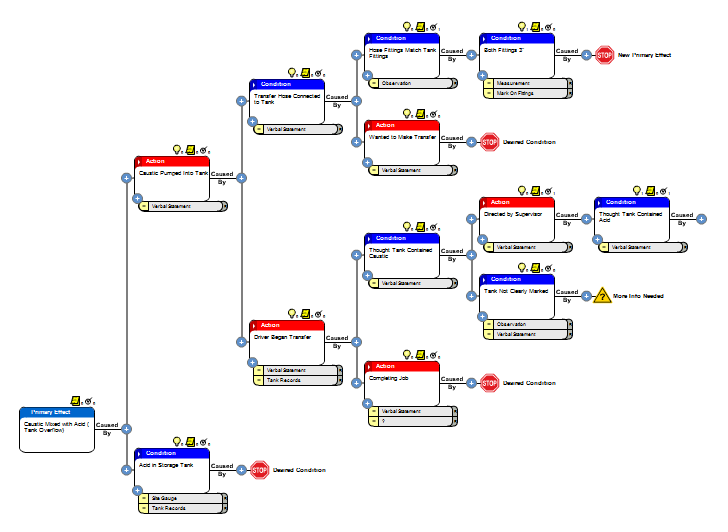 Condition
Hose Fittings Match Tank
Fittings
Observation
Caused
By
Condition
Both Fittings 2"
Measurement
Mark On Fittings
Caused
By
STOP
New Primary Effect
Condition
Transfer Hose Connected
to Tank
Verbal Statement
Caused
By
Action
Wanted to Make Transfer
Verbal Statement
Caused
By
STOP
Desired Condition
Action
Caustic Pumped Into Tank
Verbal Statement
Caused
By
Action
Directed by Supervisor
Verbal Statement
Caused
By
Condition
Thought Tank Contained
Acid
Verbal Statement
Caused
By
Condition
Thought Tank Contained
Caustic
Verbal Statement
Caused
By
Condition
Tank Not Clearly Marked
Observation
Verbal Statement
Caused
By
?
More Info Needed
Action
Driver Began Transfer
Verbal Statement
Tank Records
Caused
By
Action
Completing Job
Verbal Statement
?
Caused
By
STOP
Desired Condition
Primary Effect
Caustic Mixed with Acid (
Tank Overflow)
Caused
By
Condition
Acid in Storage Tank
Site Gauge
Tank Records
Caused
By
STOP
Desired Condition